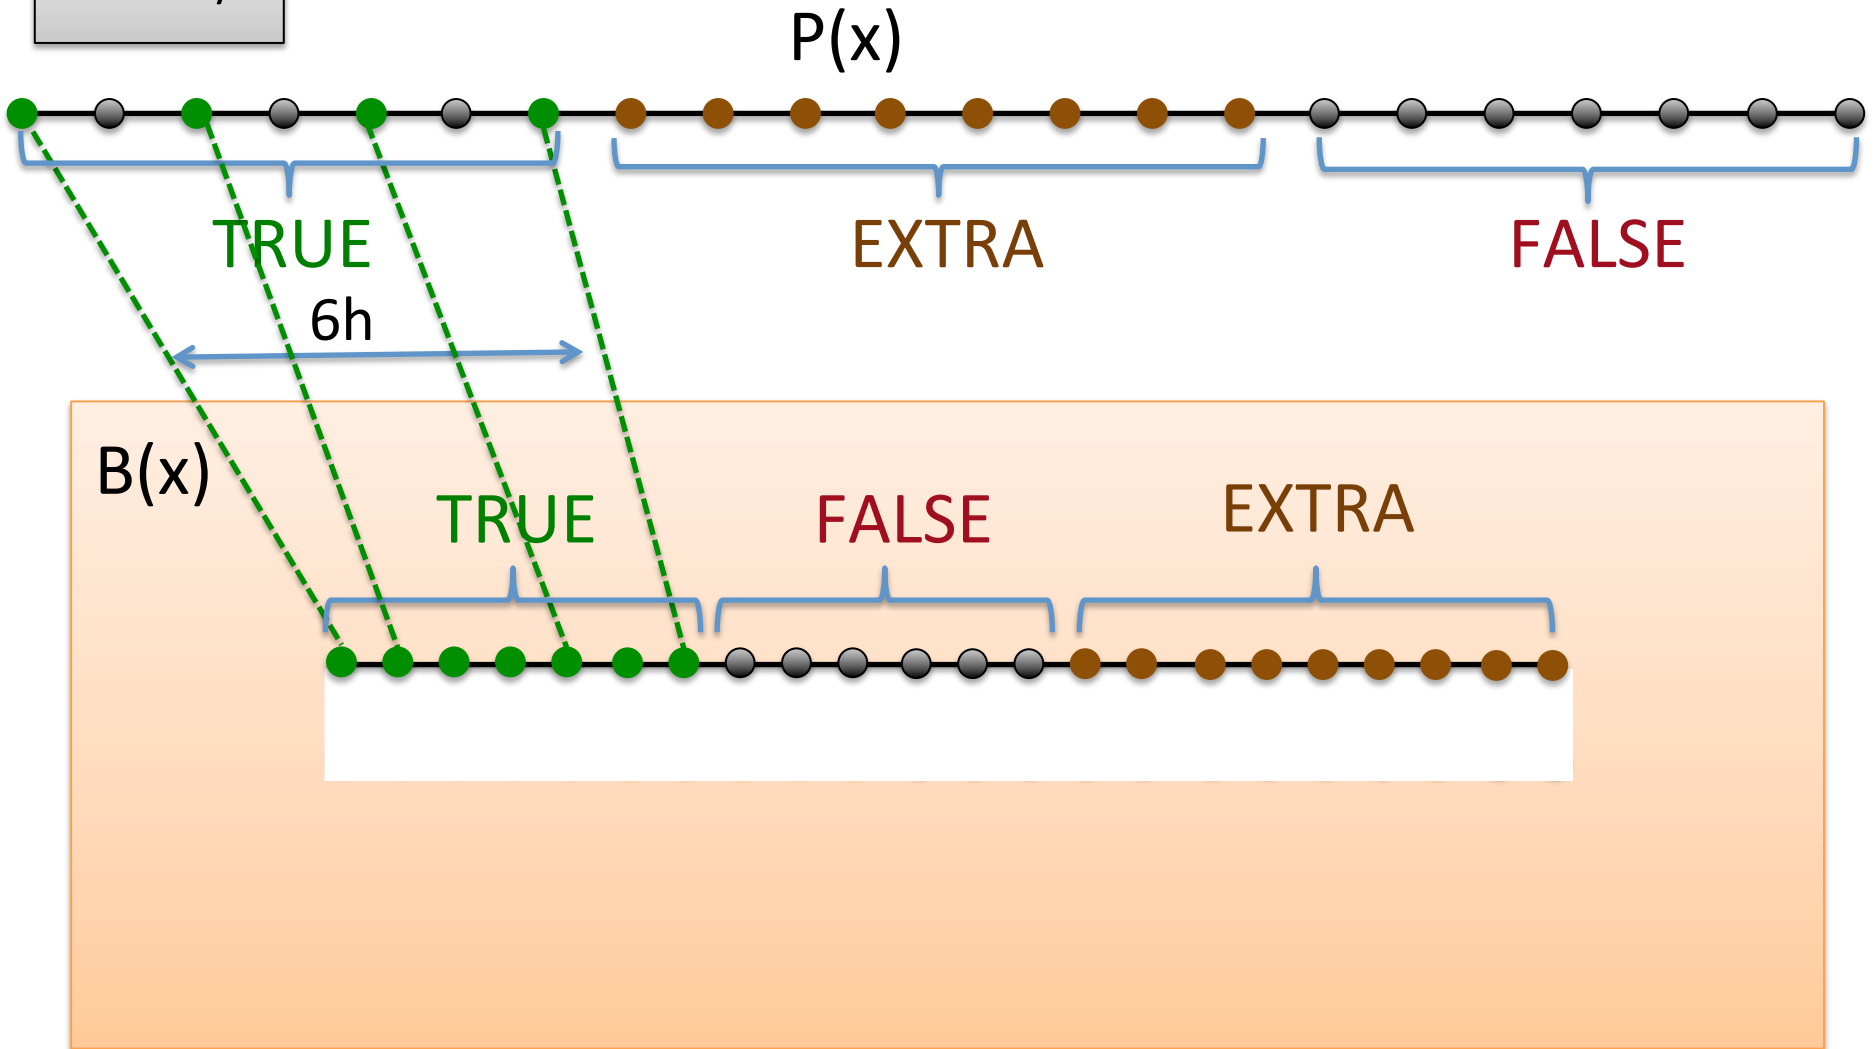 P(x)
TRUE
EXTRA
FALSE
6h
B(x)
TRUE
FALSE
EXTRA